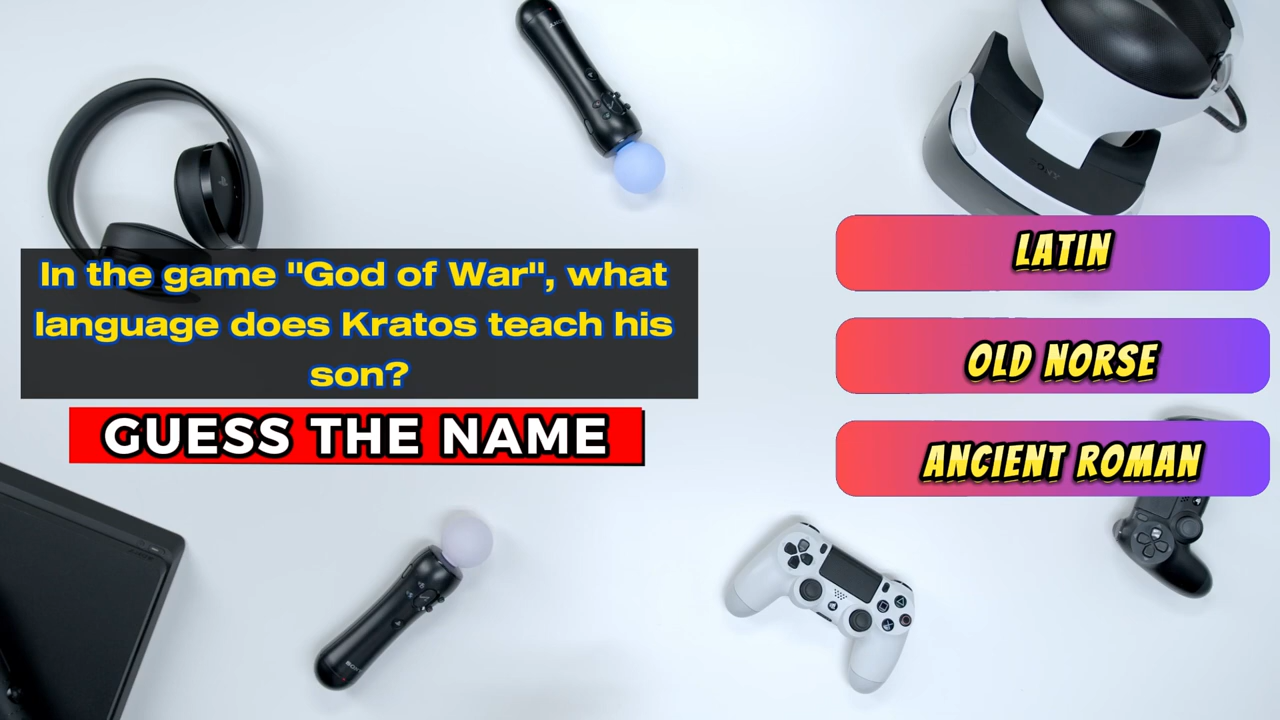 In the game "God of War", what
language does Kratos teach his
son?
GUESS THE NAME
LATIN
OLD NORSE
ANCIENT ROMAN
SONY